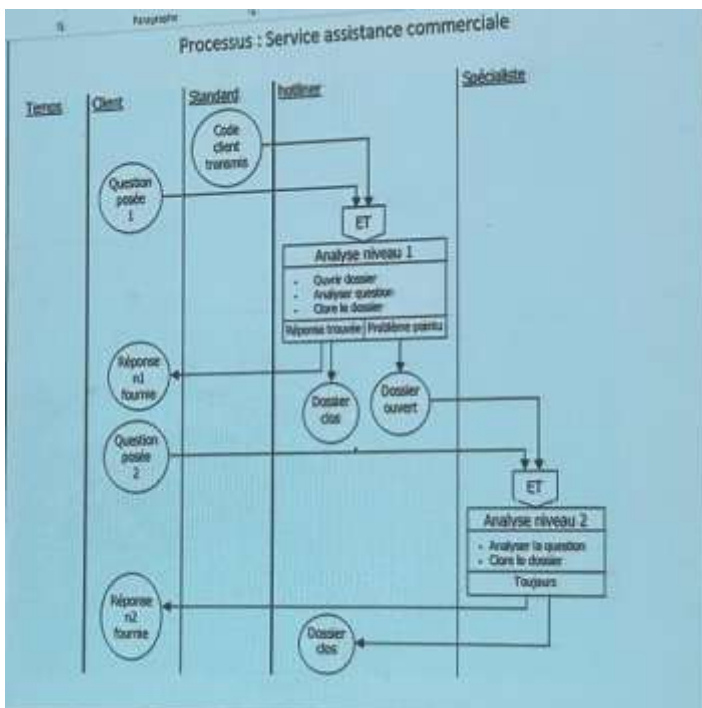 Paragraphe
Processus : Service assistance commerciale
Temps
Client
Standard
hotliner
Spécialiste
Code
client
transmis
Question
posée
1
ET
Analyse niveau 1
- Ouvrir dossier
- Analyser question
- Clore le dossier
Réponse trouvée
Problème pointu
Réponse
n1
fournie
Dossier
clos
Dossier
ouvert
Question
posée
2
ET
Analyse niveau 2
- Analyser la question
- Clore le dossier
Toujours
Réponse
n2
fournie
Dossier
clos